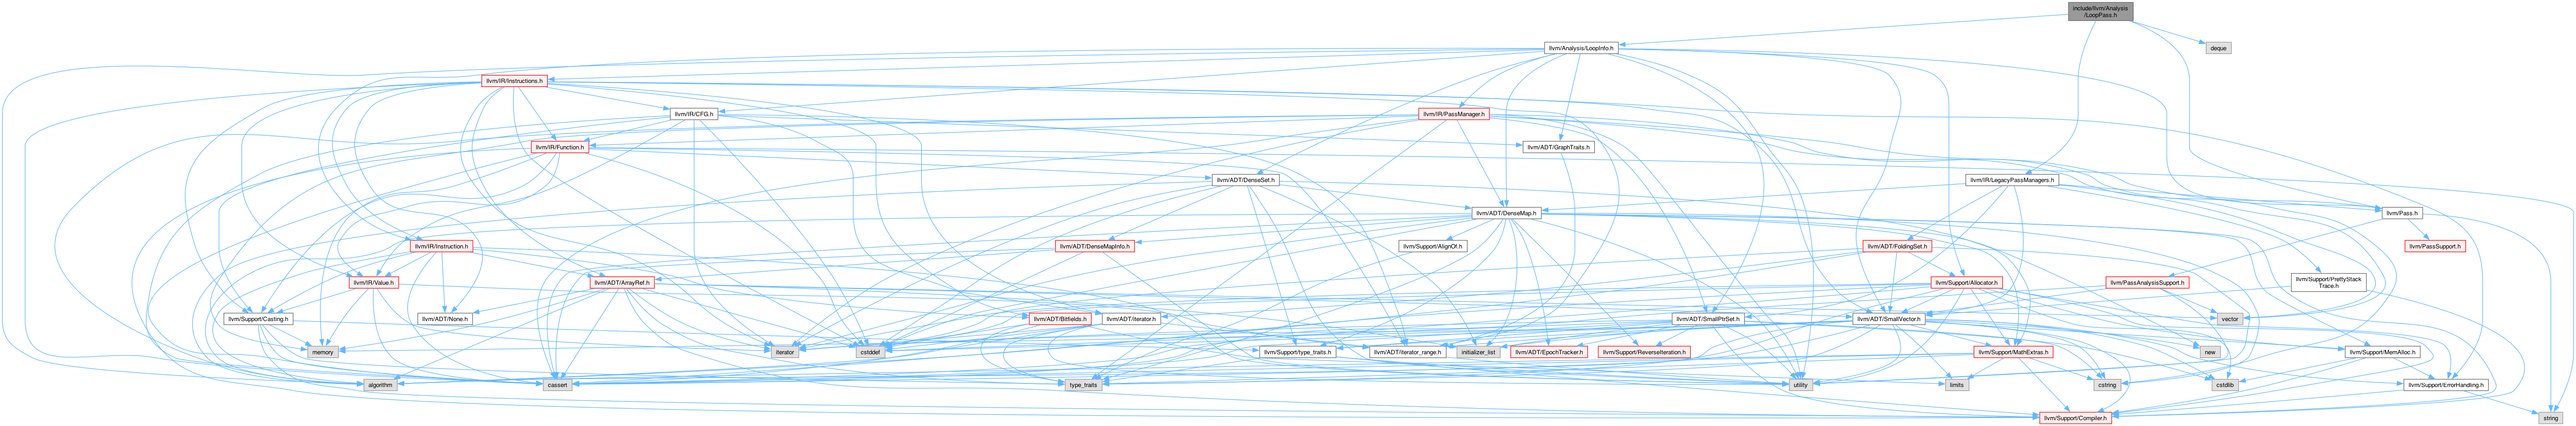 include/llvm/Analysis
/LoopPass.h
llvm/Analysis/LoopInfo.h
deque
llvm/IR/Instructions.h
llvm/IR/CFG.h
llvm/IR/PassManager.h
llvm/IR/Function.h
llvm/ADT/GraphTraits.h
llvm/ADT/DenseSet.h
llvm/IR/LegacyPassManagers.h
llvm/ADT/DenseMap.h
llvm/Pass.h
llvm/IR/Instruction.h
llvm/ADT/DenseMapInfo.h
llvm/Support/AlignOf.h
llvm/ADT/FoldingSet.h
llvm/PassSupport.h
llvm/IR/Value.h
llvm/ADT/ArrayRef.h
llvm/Support/Allocator.h
llvm/PassAnalysisSupport.h
llvm/Support/PrettyStack
Trace.h
llvm/Support/Casting.h
llvm/ADT/None.h
llvm/ADT/Bitfields.h
llvm/ADT/iterator.h
llvm/ADT/SmallPtrSet.h
llvm/ADT/SmallVector.h
vector
memory
iterator
cstddef
llvm/Support/type_traits.h
llvm/ADT/iterator_range.h
initializer_list
llvm/ADT/EpochTracker.h
llvm/Support/ReverseIteration.h
llvm/Support/MathExtras.h
new
llvm/Support/MemAlloc.h
algorithm
cassert
type_traits
utility
limits
cstring
cstdlib
llvm/Support/ErrorHandling.h
llvm/Support/Compiler.h
string